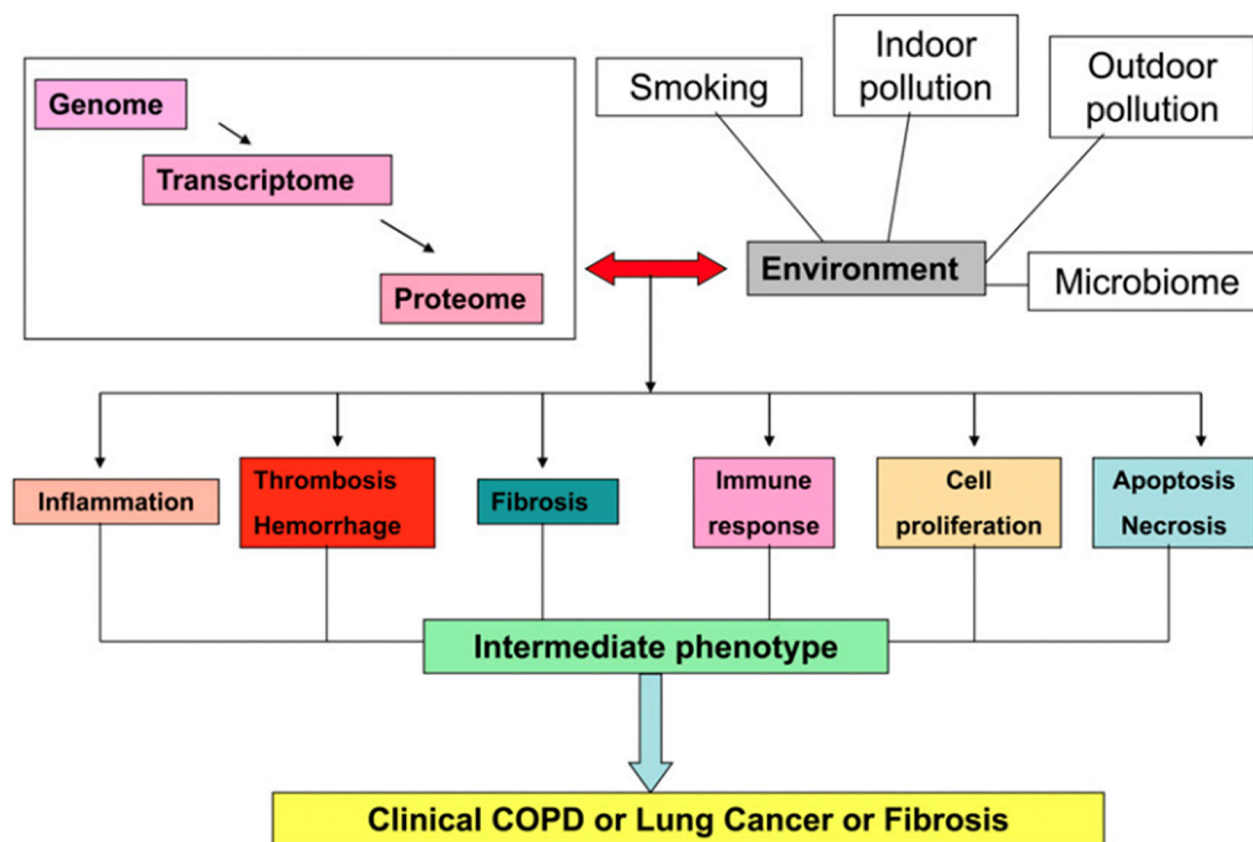 Genome
Transcriptome
Proteome
Smoking
Indoor
pollution
Outdoor
pollution
Environment
Microbiome
Inflammation
Thrombosis
Hemorrhage
Fibrosis
Immune
response
Cell
proliferation
Apoptosis
Necrosis
Intermediate phenotype
Clinical COPD or Lung Cancer or Fibrosis